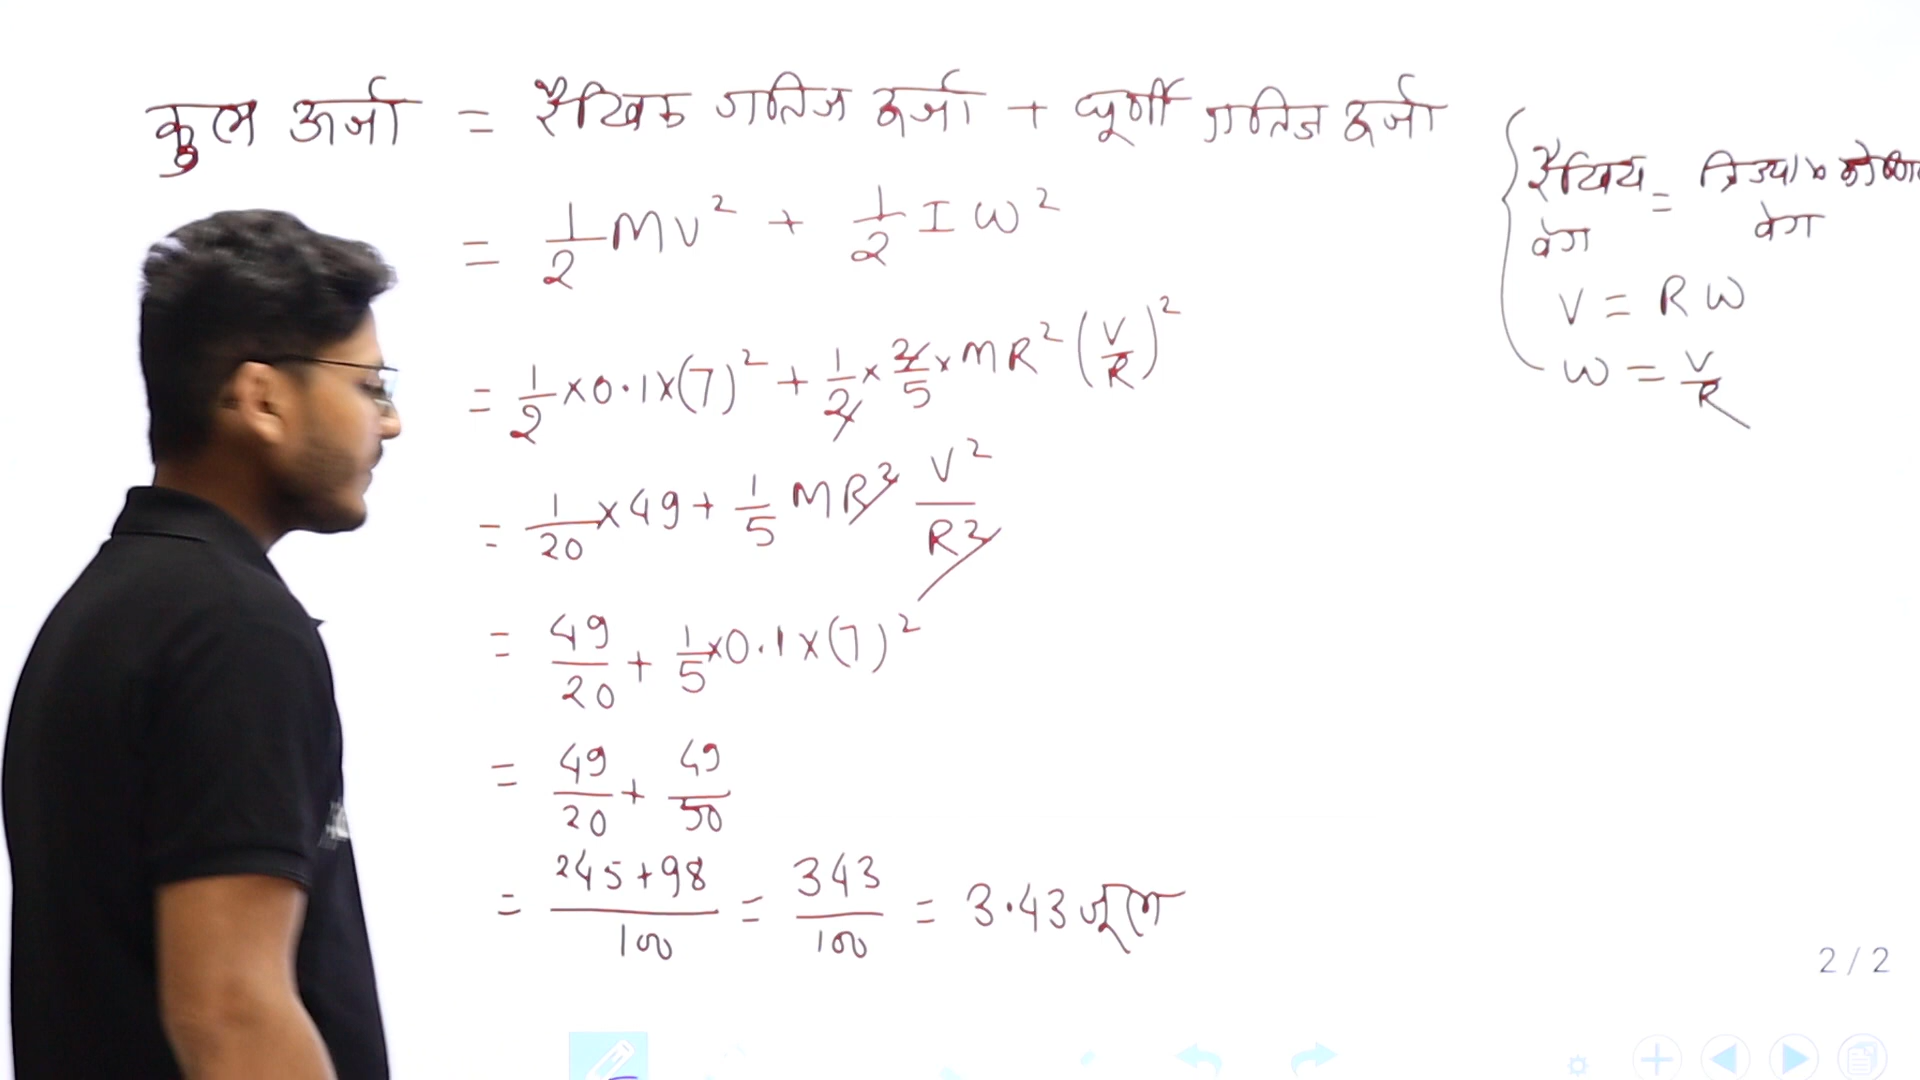 कुल ऊर्जा = रैखिक गतिज ऊर्जा + घूर्णी गतिज ऊर्जा
= 1/2 MV² + 1/2 I ω²
= 1/2 × 0.1 × (7)² + 1/2 × 2/5 × MR² (V/R)²
= 1/20 × 49 + 1/5 MR² V²/R²
= 49/20 + 1/5 × 0.1 × (7)²
= 49/20 + 49/50
= 245+98/100 = 343/100 = 3.43 जूल
रैखिय वेग = त्रिज्या × वेग
V = R ω
ω = V/R
2 / 2